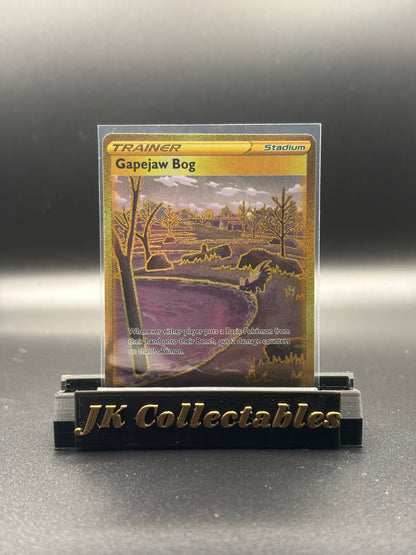 TRAINER
Stadium
Gapejaw Bog
Whenever either player puts a Basic Pokémon from
their hand onto their Bench, put 2 damage counters
on that Pokémon.
JK Collectables